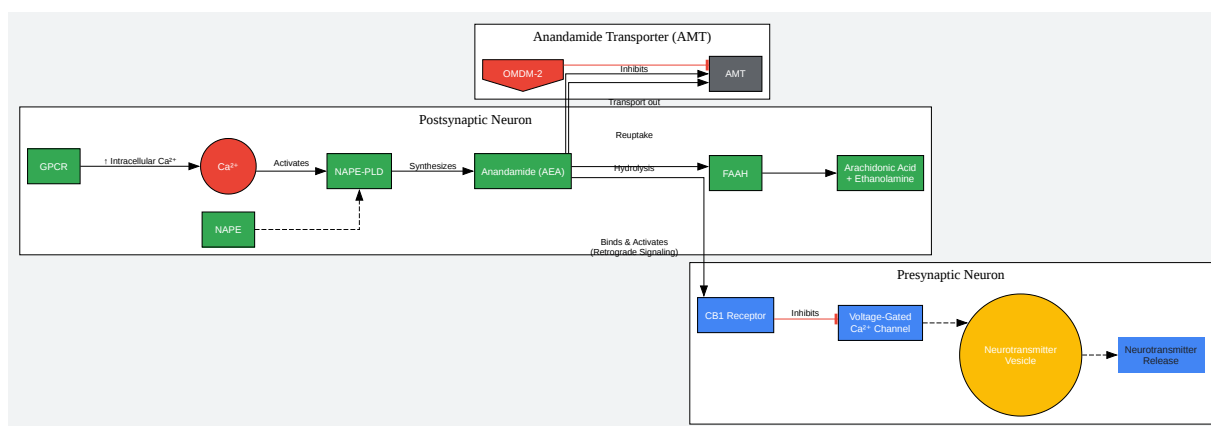 Anandamide Transporter (AMT)
OMDM-2
Inhibits
AMT
Transport out
Postsynaptic Neuron
Reuptake
GPCR
↑ Intracellular Ca²⁺
Ca²⁺
Activates
NAPE-PLD
Synthesizes
Anandamide (AEA)
Hydrolysis
FAAH
Arachidonic Acid
+ Ethanolamine
NAPE
Binds & Activates
(Retrograde Signaling)
Presynaptic Neuron
CB1 Receptor
Inhibits
Voltage-Gated
Ca²⁺ Channel
Neurotransmitter
Vesicle
Neurotransmitter
Release